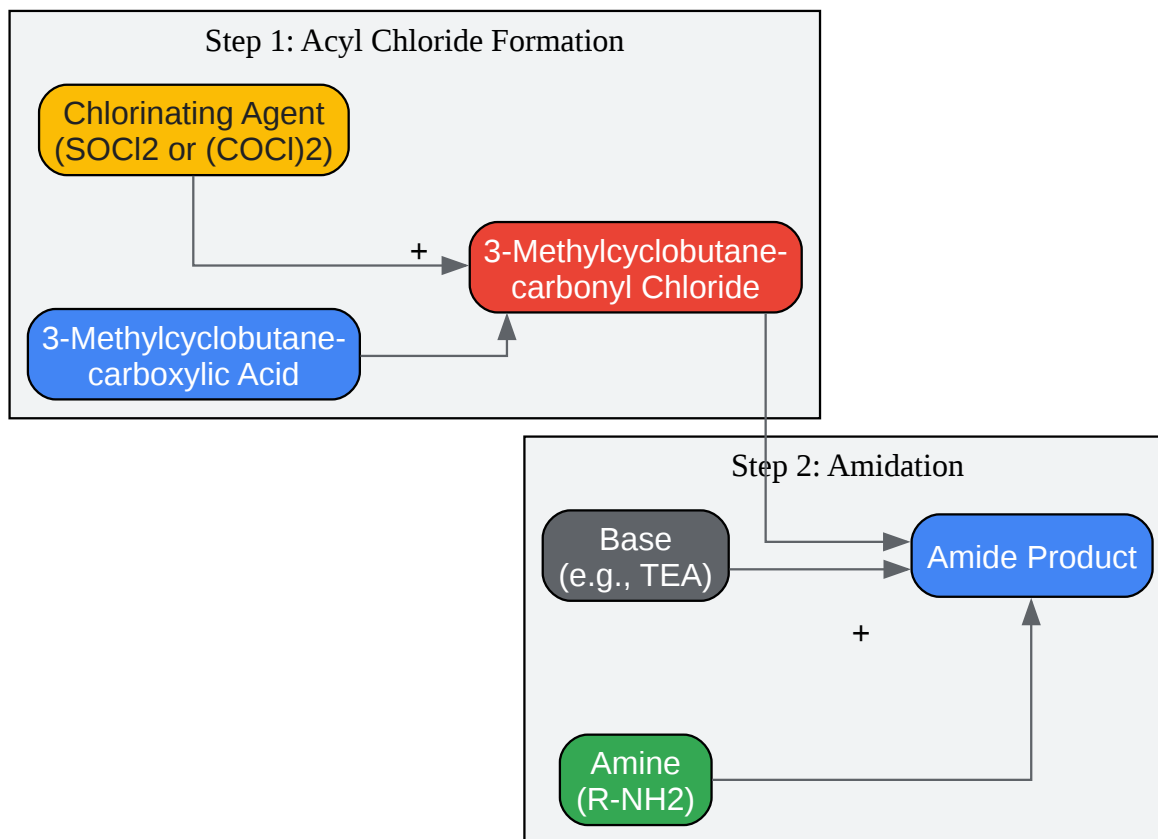 Step 1: Acyl Chloride Formation
Chlorinating Agent
(SOCl2 or (COCl)2)
+
3-Methylcyclobutane-
carbonyl Chloride
3-Methylcyclobutane-
carboxylic Acid
Step 2: Amidation
Base
(e.g., TEA)
Amide Product
+
Amine
(R-NH2)